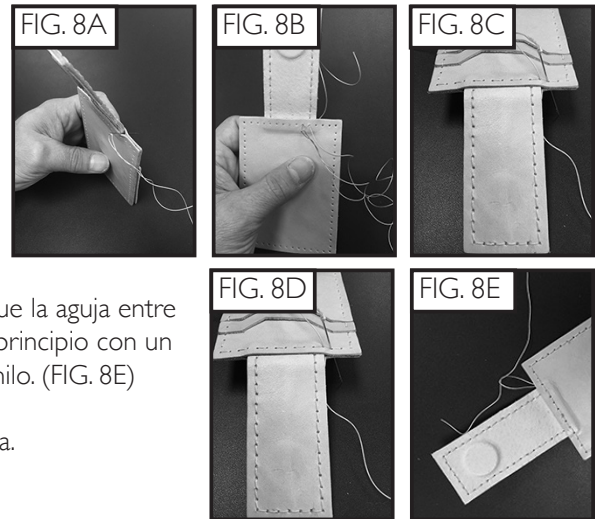 FIG. 8A
FIG. 8B
FIG. 8C
ue la aguja entre
principio con un
hilo. (FIG. 8E)
a.
FIG. 8D
FIG. 8E